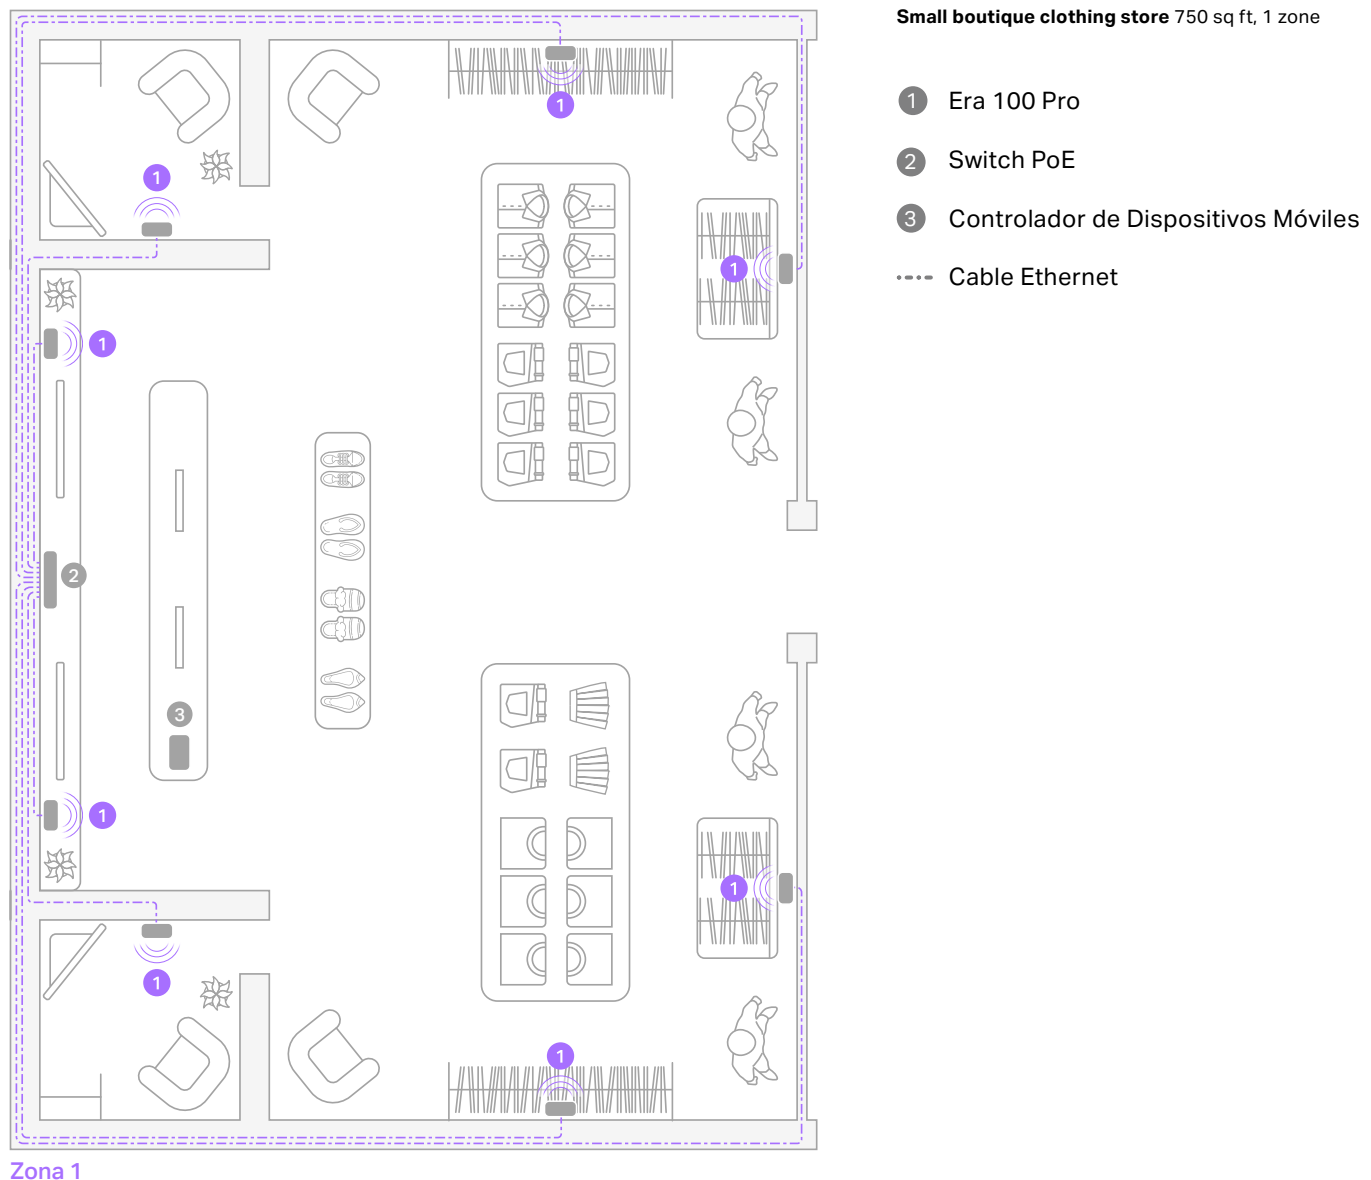 Small boutique clothing store 750 sq ft, 1 zone
1 Era 100 Pro
2 Switch PoE
3 Controlador de Dispositivos Móviles
Cable Ethernet
1
1
1
1
2
3
1
1
1
1
Zona 1